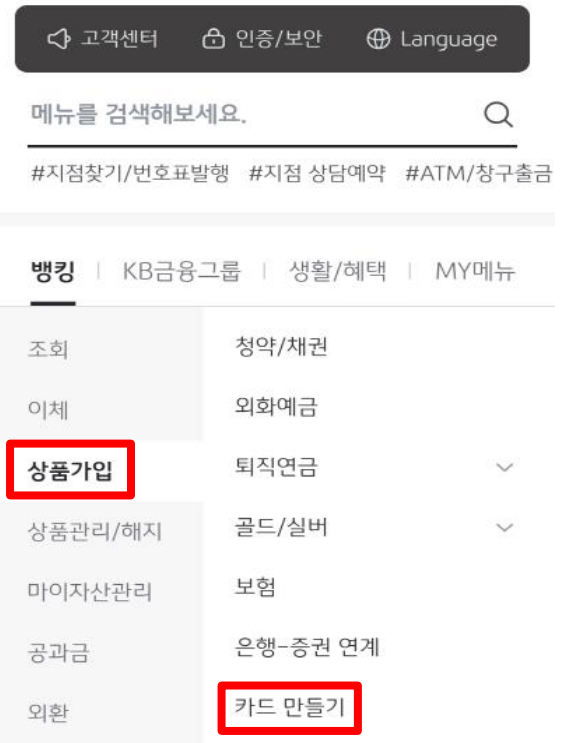 고객센터 인증/보안 Language
메뉴를 검색해보세요.
#지점찾기/번호표발행 #지점 상담예약 #ATM/창구출금
뱅킹 KB금융그룹 생활/혜택 MY메뉴
조회
이체
상품가입
상품관리/해지
마이자산관리
공과금
외환
청약/채권
외화예금
퇴직연금
골드/실버
보험
은행-증권 연계
카드 만들기